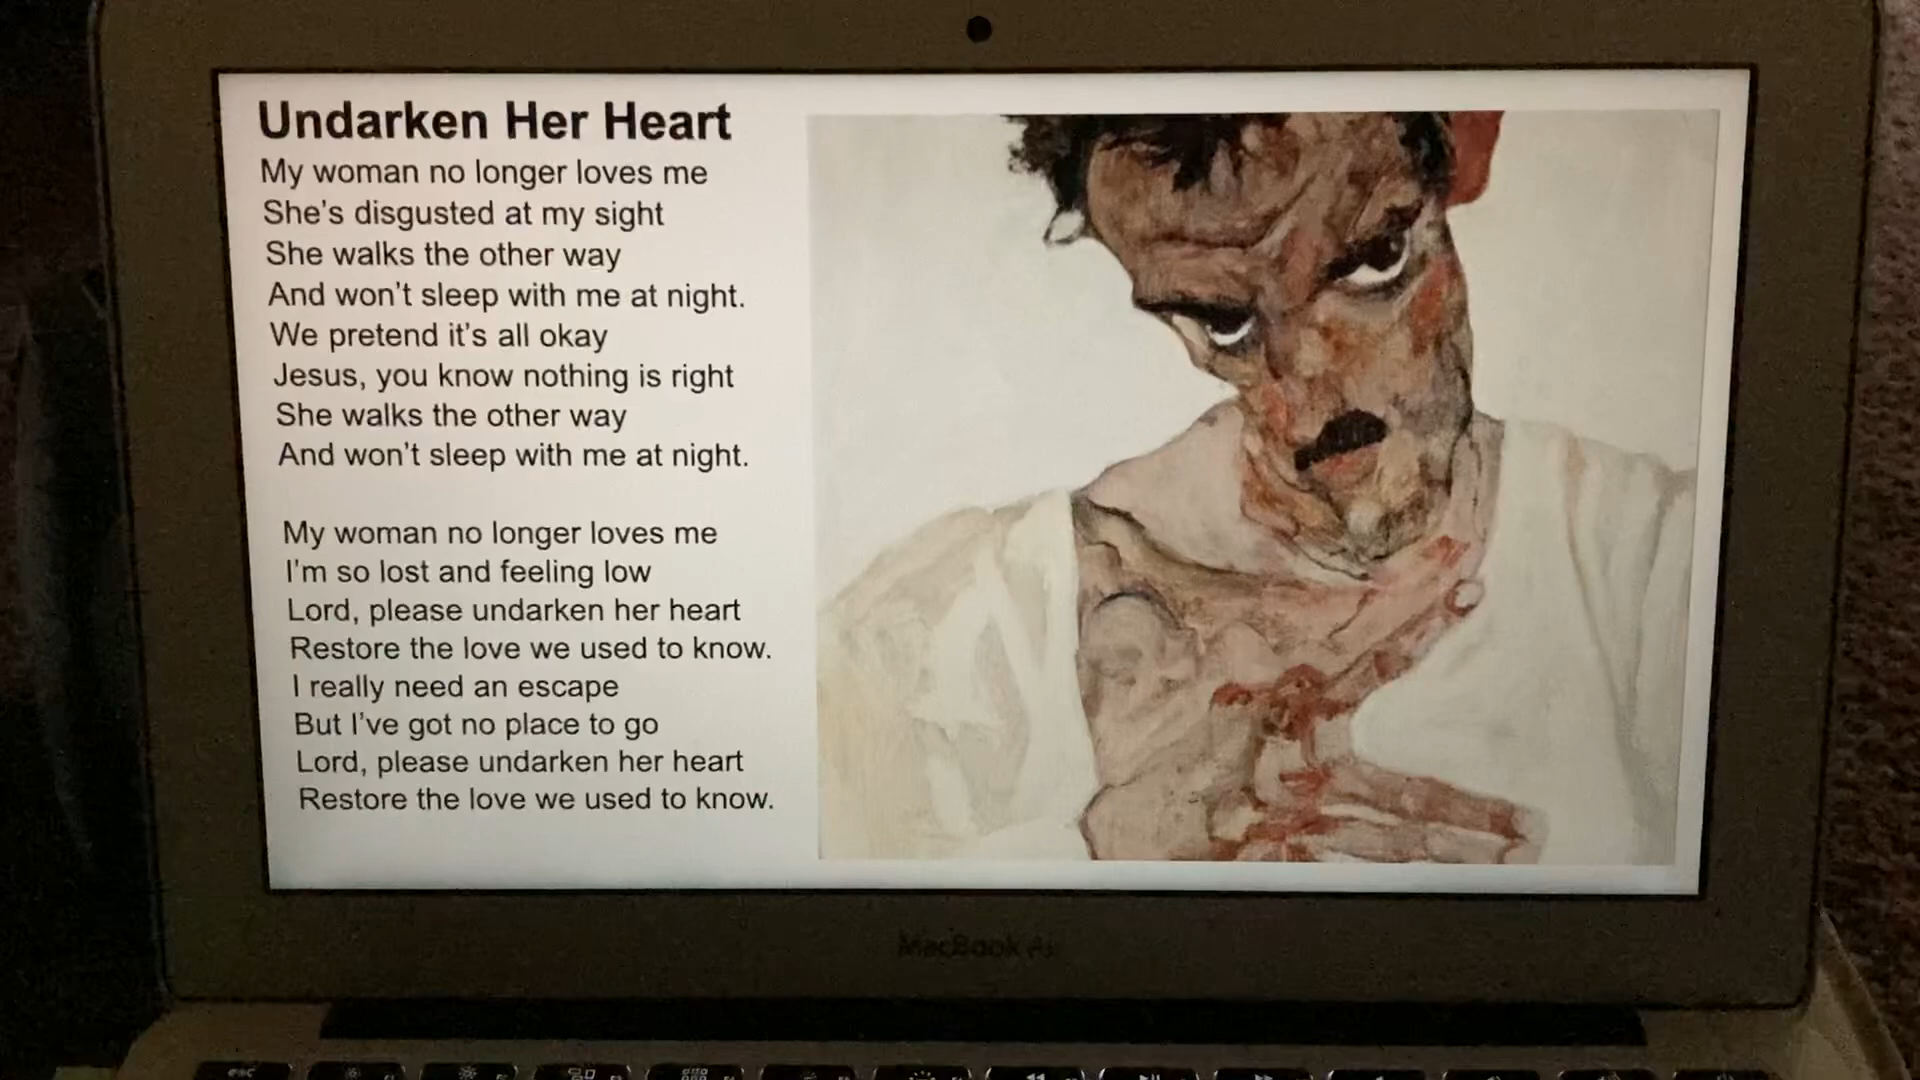 Undarken Her Heart
My woman no longer loves me
She's disgusted at my sight
She walks the other way
And won't sleep with me at night.
We pretend it's all okay
Jesus, you know nothing is right
She walks the other way
And won't sleep with me at night.
My woman no longer loves me
I'm so lost and feeling low
Lord, please undarken her heart
Restore the love we used to know.
I really need an escape
But I've got no place to go
Lord, please undarken her heart
Restore the love we used to know.
MacBook Air
esc